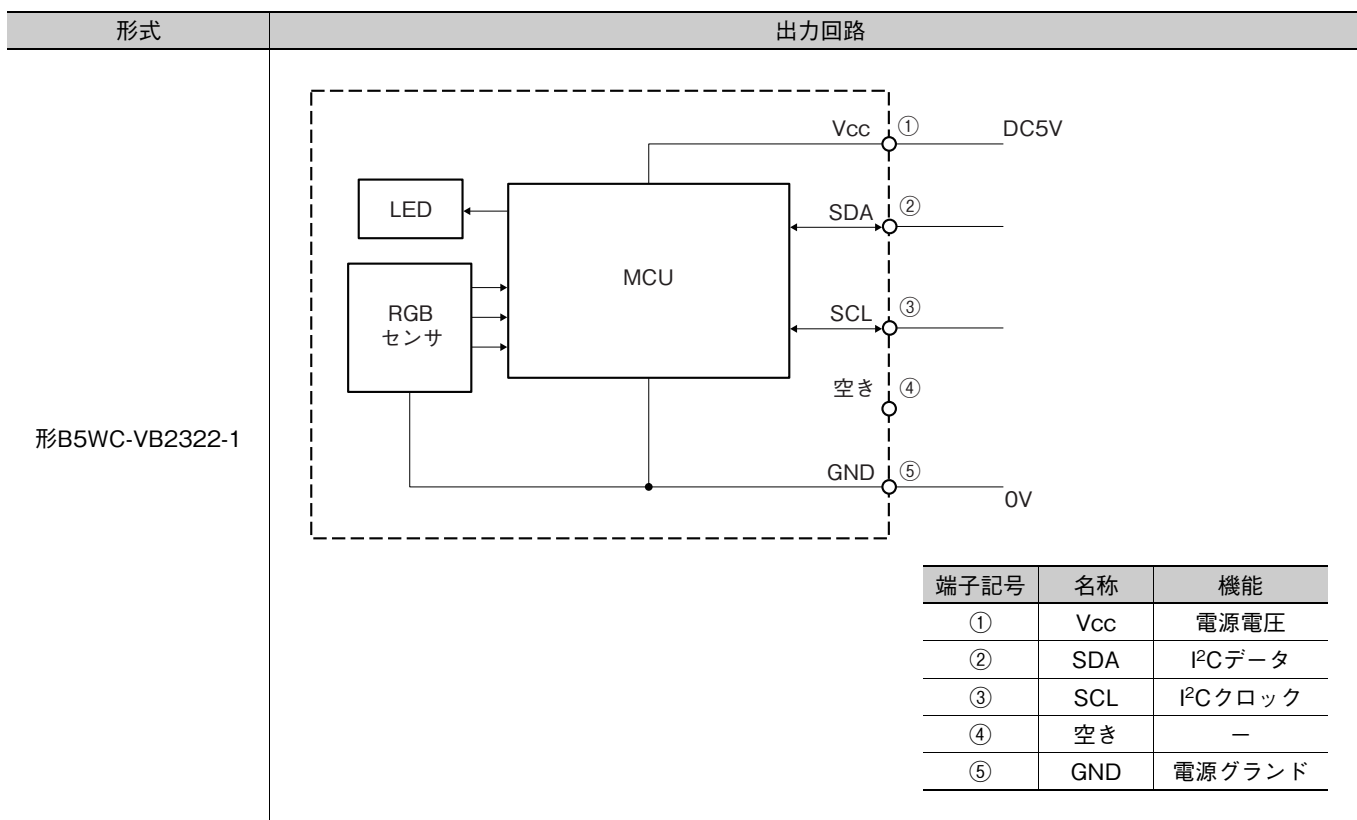 形式 出力回路
Vcc ① DC5V
LED
SDA ②
MCU
RGB
センサ
SCL ③
空き ④
形B5WC-VB2322-1
GND ⑤
0V
端子記号 名称 機能
① Vcc 電源電圧
② SDA I²Cデータ
③ SCL I²Cクロック
④ 空き －
⑤ GND 電源グランド